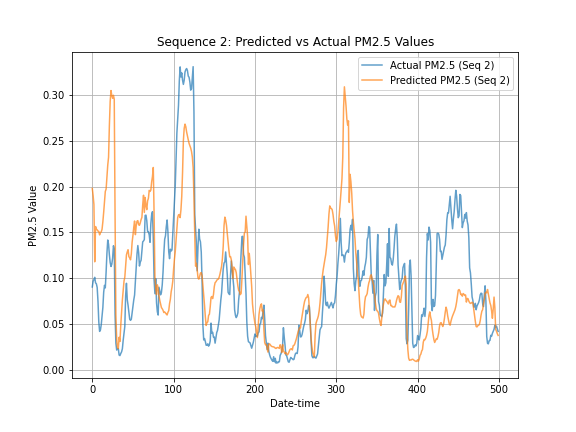 Sequence 2: Predicted vs Actual PM2.5 Values
Actual PM2.5 (Seq 2)
Predicted PM2.5 (Seq 2)
PM2.5 Value
0.30
0.25
0.20
0.15
0.10
0.05
0.00
0 100 200 300 400 500
Date-time